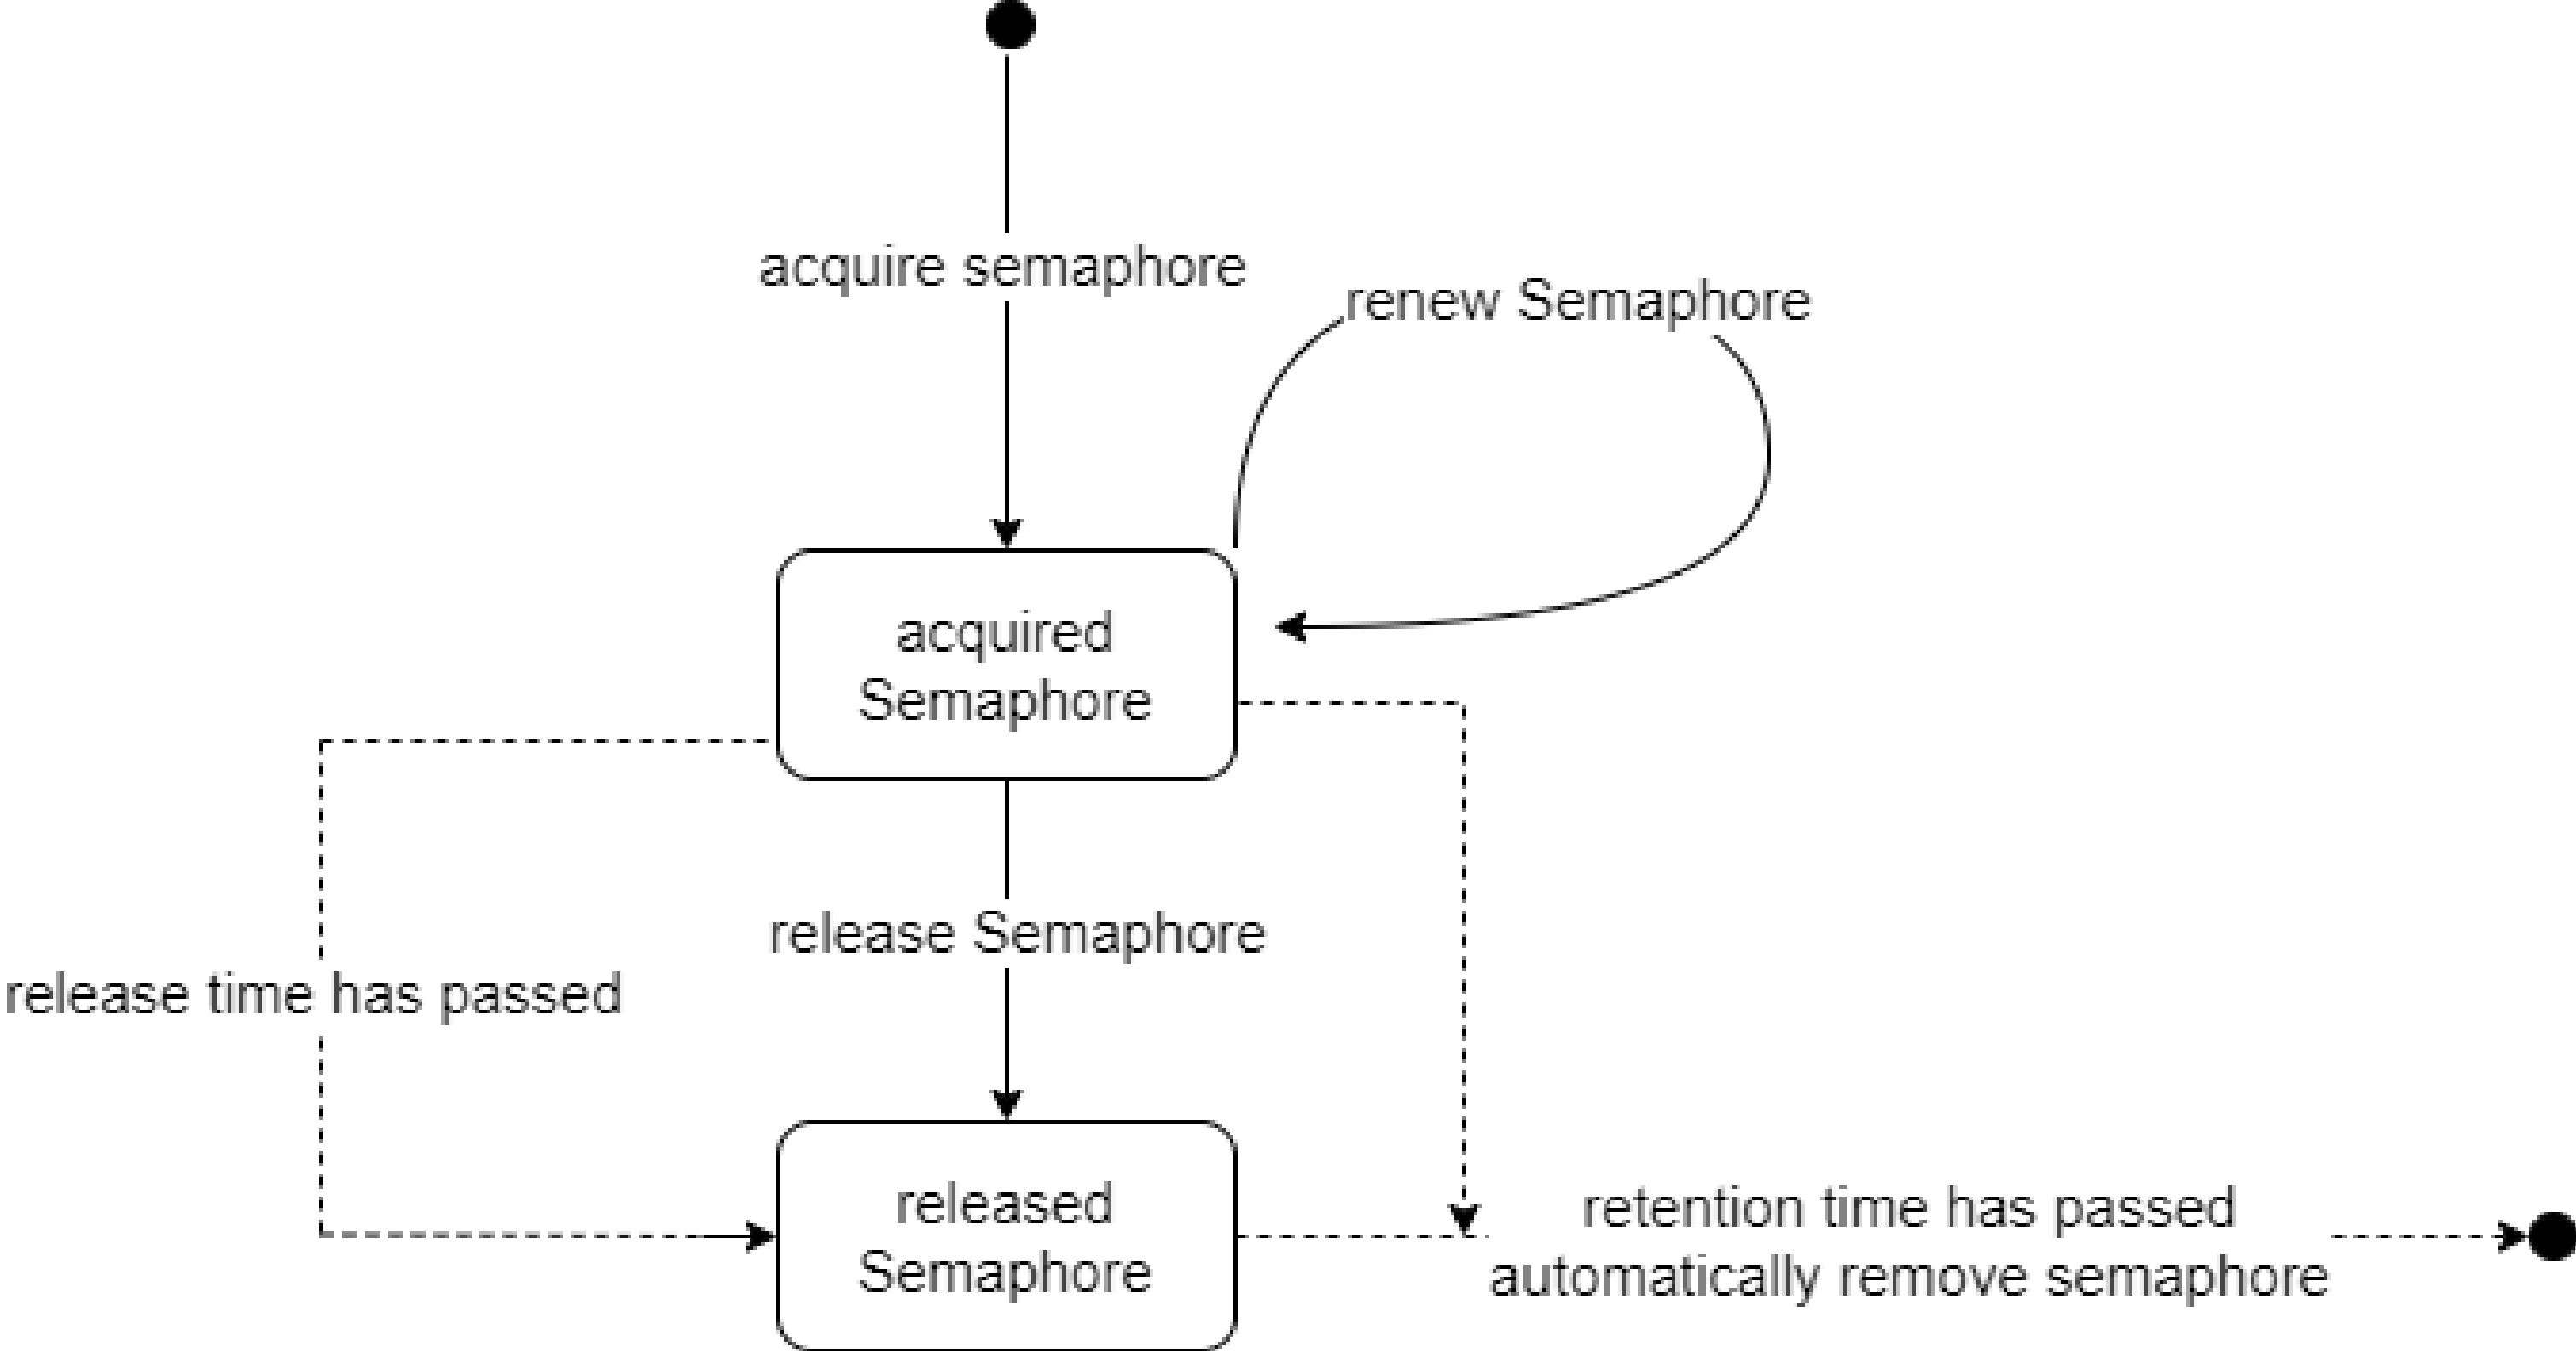 acquire semaphore
renew Semaphore
acquired
Semaphore
release Semaphore
release time has passed
released
Semaphore
retention time has passed
automatically remove semaphore